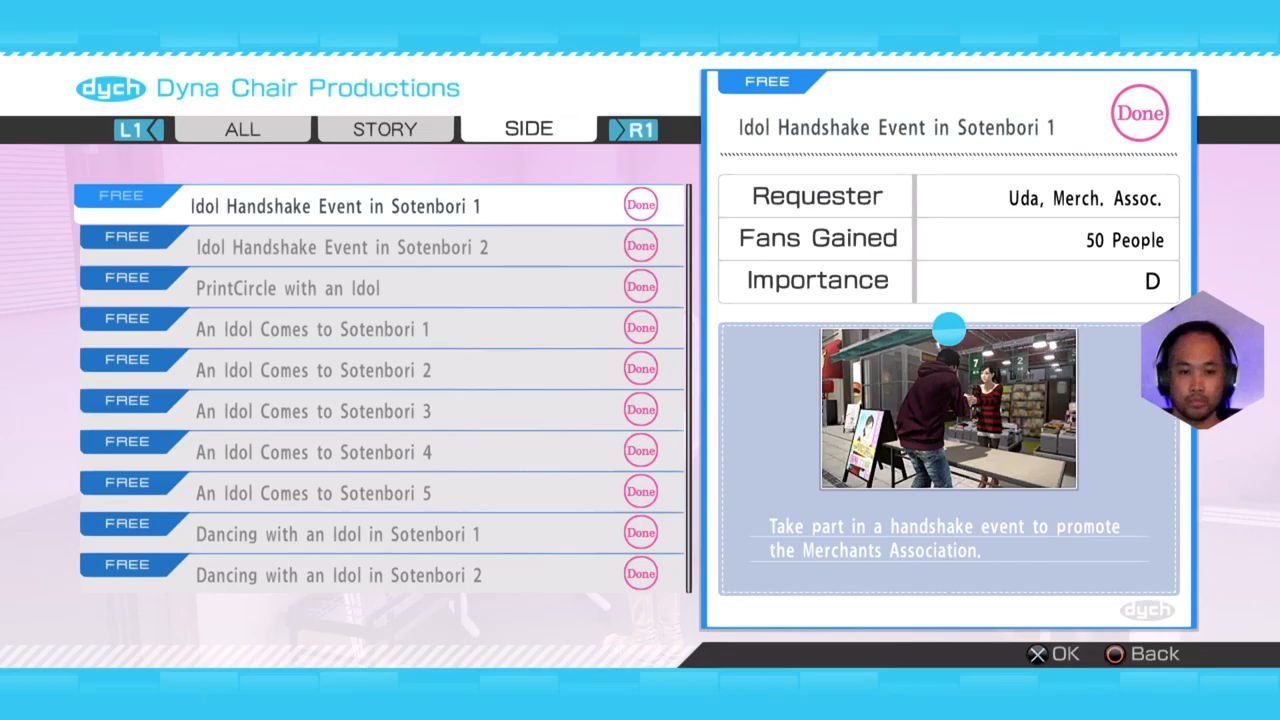 dych Dyna Chair Productions
L1 ALL STORY SIDE R1
FREE Idol Handshake Event in Sotenbori 1 Done
FREE Idol Handshake Event in Sotenbori 2 Done
FREE PrintCircle with an Idol Done
FREE An Idol Comes to Sotenbori 1 Done
FREE An Idol Comes to Sotenbori 2 Done
FREE An Idol Comes to Sotenbori 3 Done
FREE An Idol Comes to Sotenbori 4 Done
FREE An Idol Comes to Sotenbori 5 Done
FREE Dancing with an Idol in Sotenbori 1 Done
FREE Dancing with an Idol in Sotenbori 2 Done
FREE
Idol Handshake Event in Sotenbori 1 Done
Requester Uda, Merch. Assoc.
Fans Gained 50 People
Importance D
7 2
Take part in a handshake event to promote
the Merchants Association.
dych
OK Back